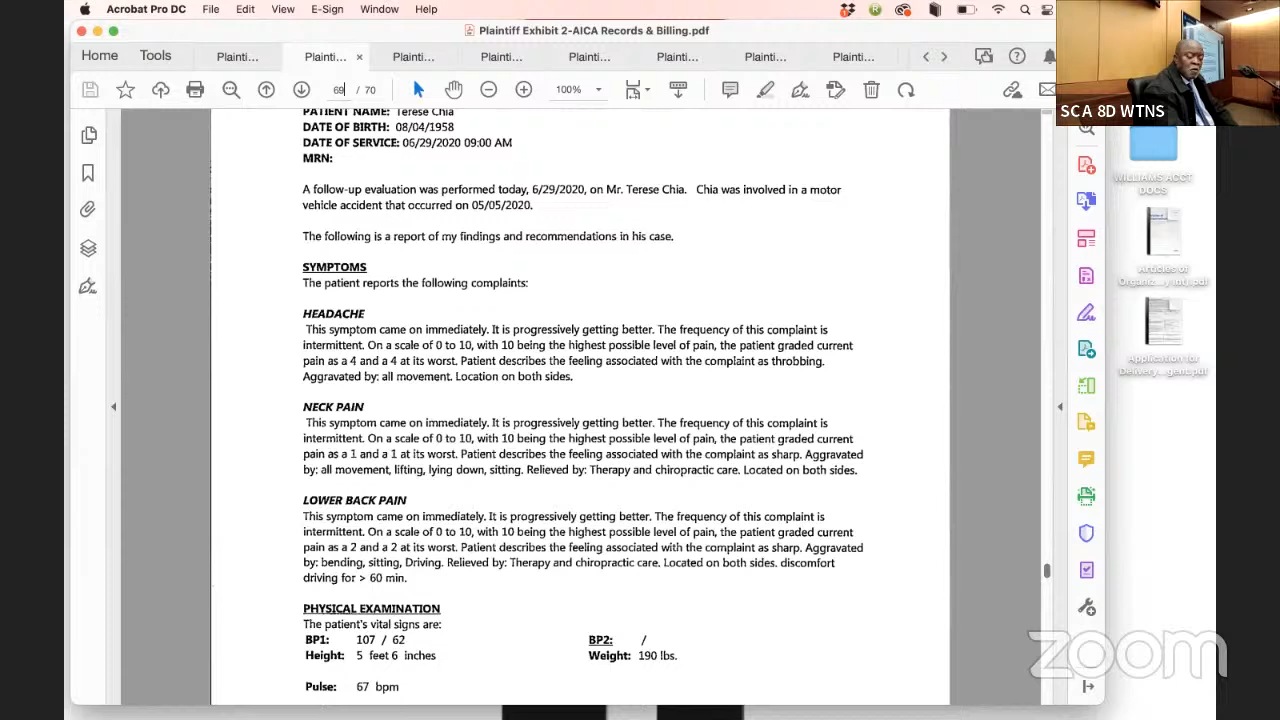 Acrobat Pro DC File Edit View E-Sign Window Help
Plaintiff Exhibit 2-AICA Records & Billing.pdf
Home Tools Plainti... Plainti... × Plainti... Plainti... Plainti... Plainti... Plainti... Plainti...
69 / 70 100%
SCA 8D WTNS
PATIENT NAME: Terese Chia
DATE OF BIRTH: 08/04/1958
DATE OF SERVICE: 06/29/2020 09:00 AM
MRN:
A follow-up evaluation was performed today, 6/29/2020, on Mr. Terese Chia. Chia was involved in a motor
vehicle accident that occurred on 05/05/2020.
The following is a report of my findings and recommendations in his case.
SYMPTOMS
The patient reports the following complaints:
HEADACHE
This symptom came on immediately. It is progressively getting better. The frequency of this complaint is
intermittent. On a scale of 0 to 10, with 10 being the highest possible level of pain, the patient graded current
pain as a 4 and a 4 at its worst. Patient describes the feeling associated with the complaint as throbbing.
Aggravated by: all movement. Location on both sides.
NECK PAIN
This symptom came on immediately. It is progressively getting better. The frequency of this complaint is
intermittent. On a scale of 0 to 10, with 10 being the highest possible level of pain, the patient graded current
pain as a 1 and a 1 at its worst. Patient describes the feeling associated with the complaint as sharp. Aggravated
by: all movement, lifting, lying down, sitting. Relieved by: Therapy and chiropractic care. Located on both sides.
LOWER BACK PAIN
This symptom came on immediately. It is progressively getting better. The frequency of this complaint is
intermittent. On a scale of 0 to 10, with 10 being the highest possible level of pain, the patient graded current
pain as a 2 and a 2 at its worst. Patient describes the feeling associated with the complaint as sharp. Aggravated
by: bending, sitting, Driving. Relieved by: Therapy and chiropractic care. Located on both sides. discomfort
driving for > 60 min.
PHYSICAL EXAMINATION
The patient's vital signs are:
BP1: 107 / 62 BP2: /
Height: 5 feet 6 inches Weight: 190 lbs.
Pulse: 67 bpm
WILLIAMS ACCT
DOCS
Articles of
Organiz...y Intl.pdf
Application for
Delivery...gent.pdf
zoom